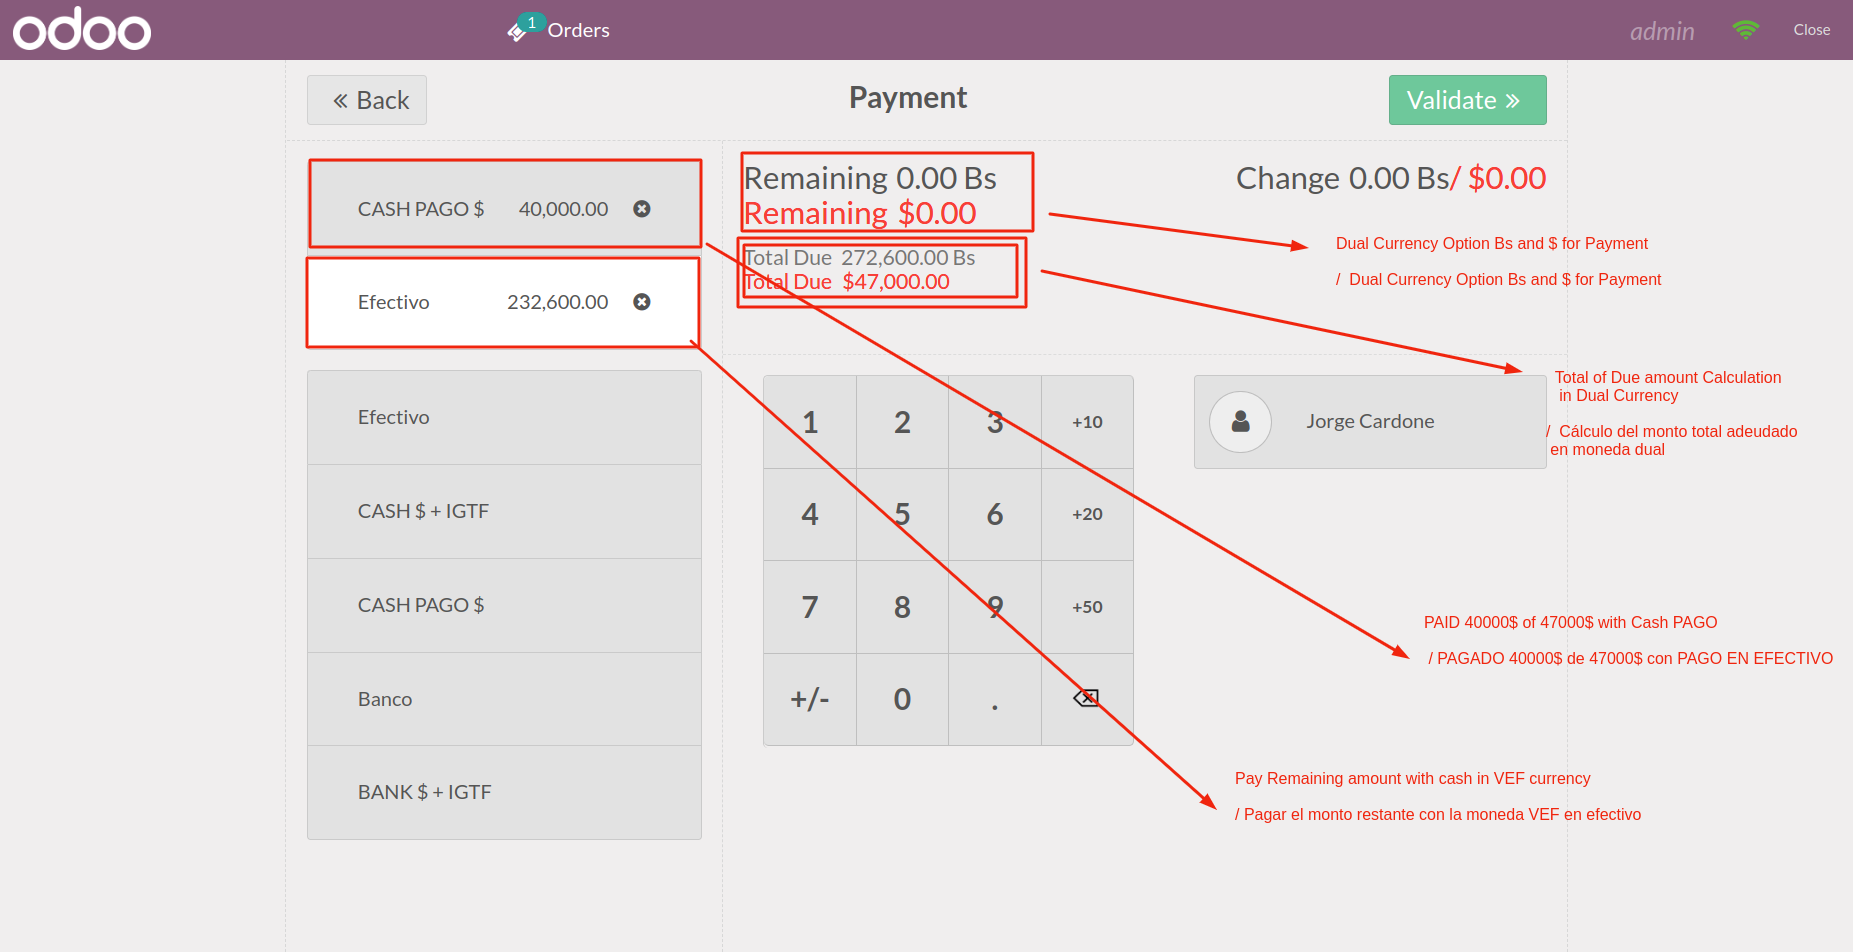 odoo
1 Orders
admin
Close
« Back
Payment
Validate »
CASH PAGO $ 40,000.00
Efectivo 232,600.00
Remaining 0.00 Bs
Remaining $0.00
Total Due 272,600.00 Bs
Total Due $47,000.00
Change 0.00 Bs/ $0.00
Dual Currency Option Bs and $ for Payment
/ Dual Currency Option Bs and $ for Payment
Efectivo
CASH $ + IGTF
CASH PAGO $
Banco
BANK $ + IGTF
1 2 3 +10
4 5 6 +20
7 8 9 +50
+/- 0 .
Jorge Cardone
Total of Due amount Calculation
in Dual Currency
/ Cálculo del monto total adeudado
en moneda dual
PAID 40000$ of 47000$ with Cash PAGO
/ PAGADO 40000$ de 47000$ con PAGO EN EFECTIVO
Pay Remaining amount with cash in VEF currency
/ Pagar el monto restante con la moneda VEF en efectivo